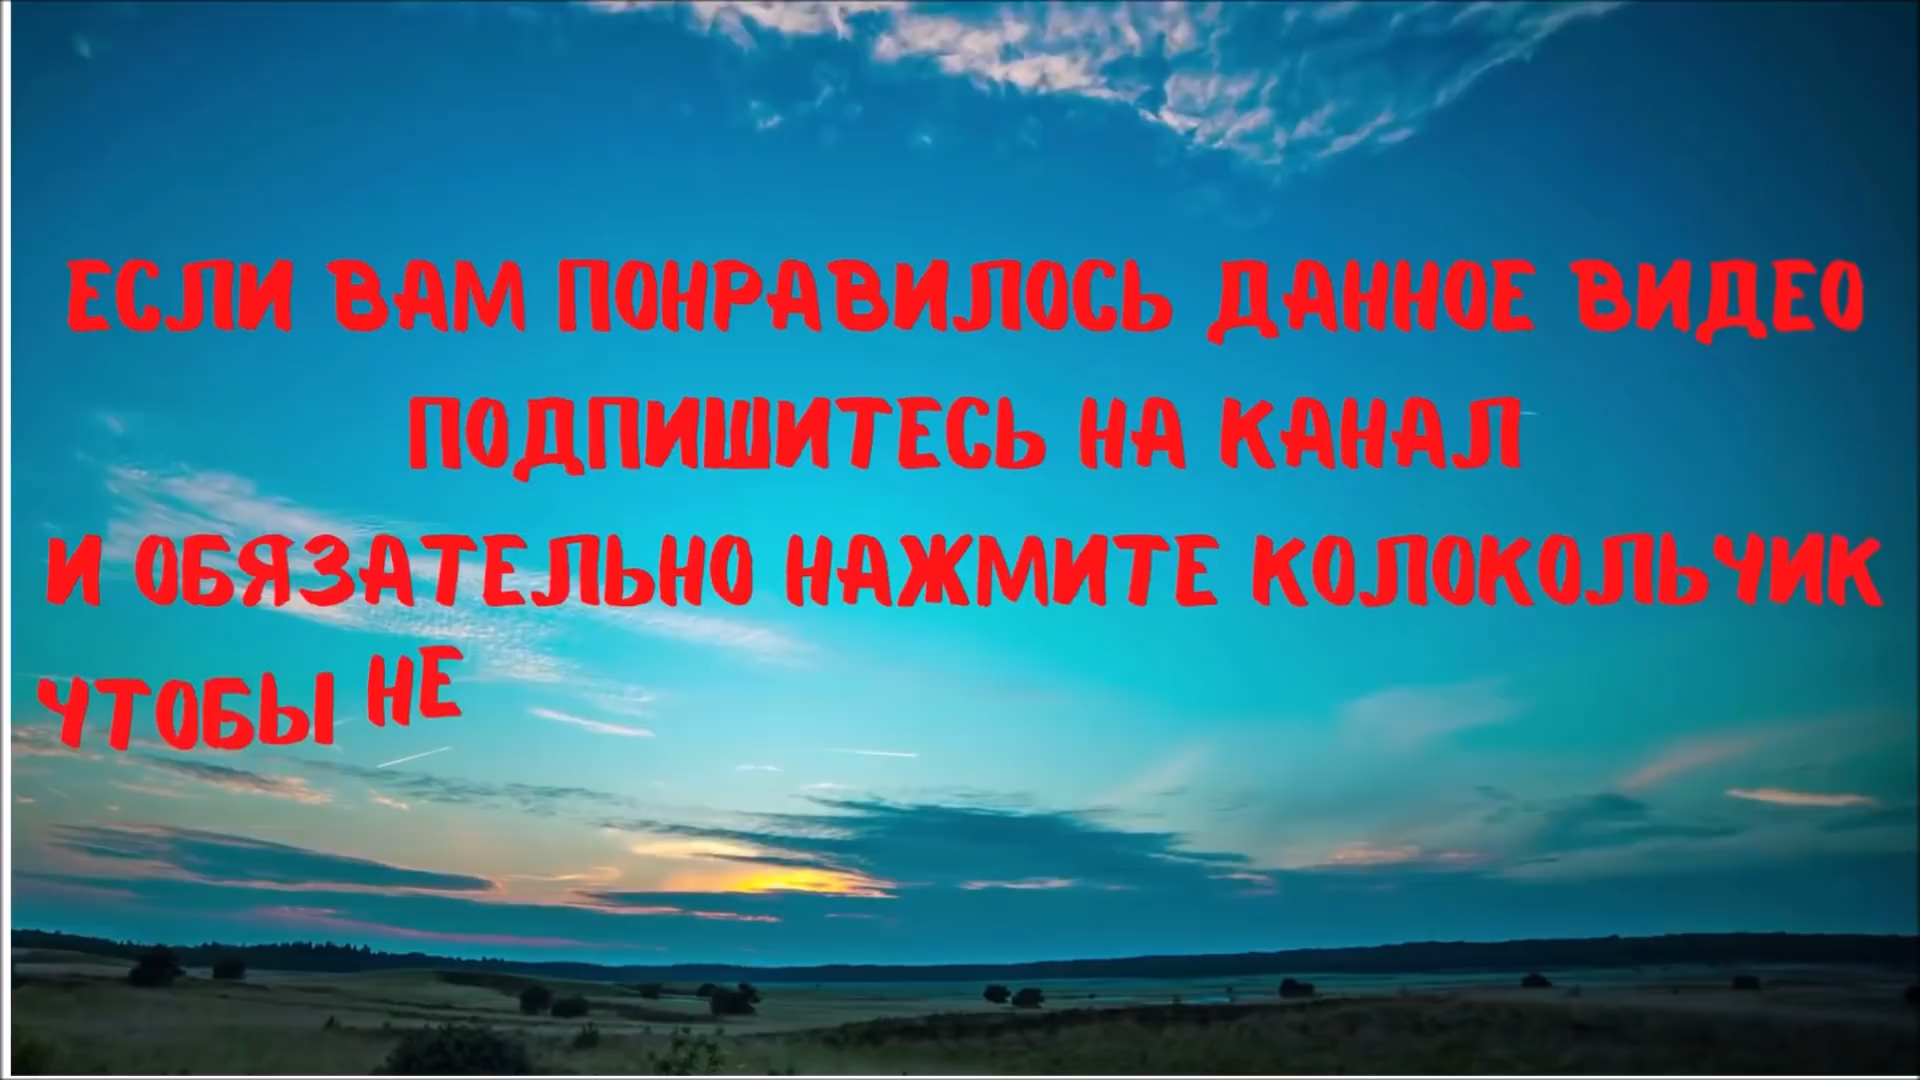 ЕСЛИ ВАМ ПОНРАВИЛОСЬ ДАННОЕ ВИДЕО
ПОДПИШИТЕСЬ НА КАНАЛ
И ОБЯЗАТЕЛЬНО НАЖМИТЕ КОЛОКОЛЬЧИК
ЧТОБЫ НЕ